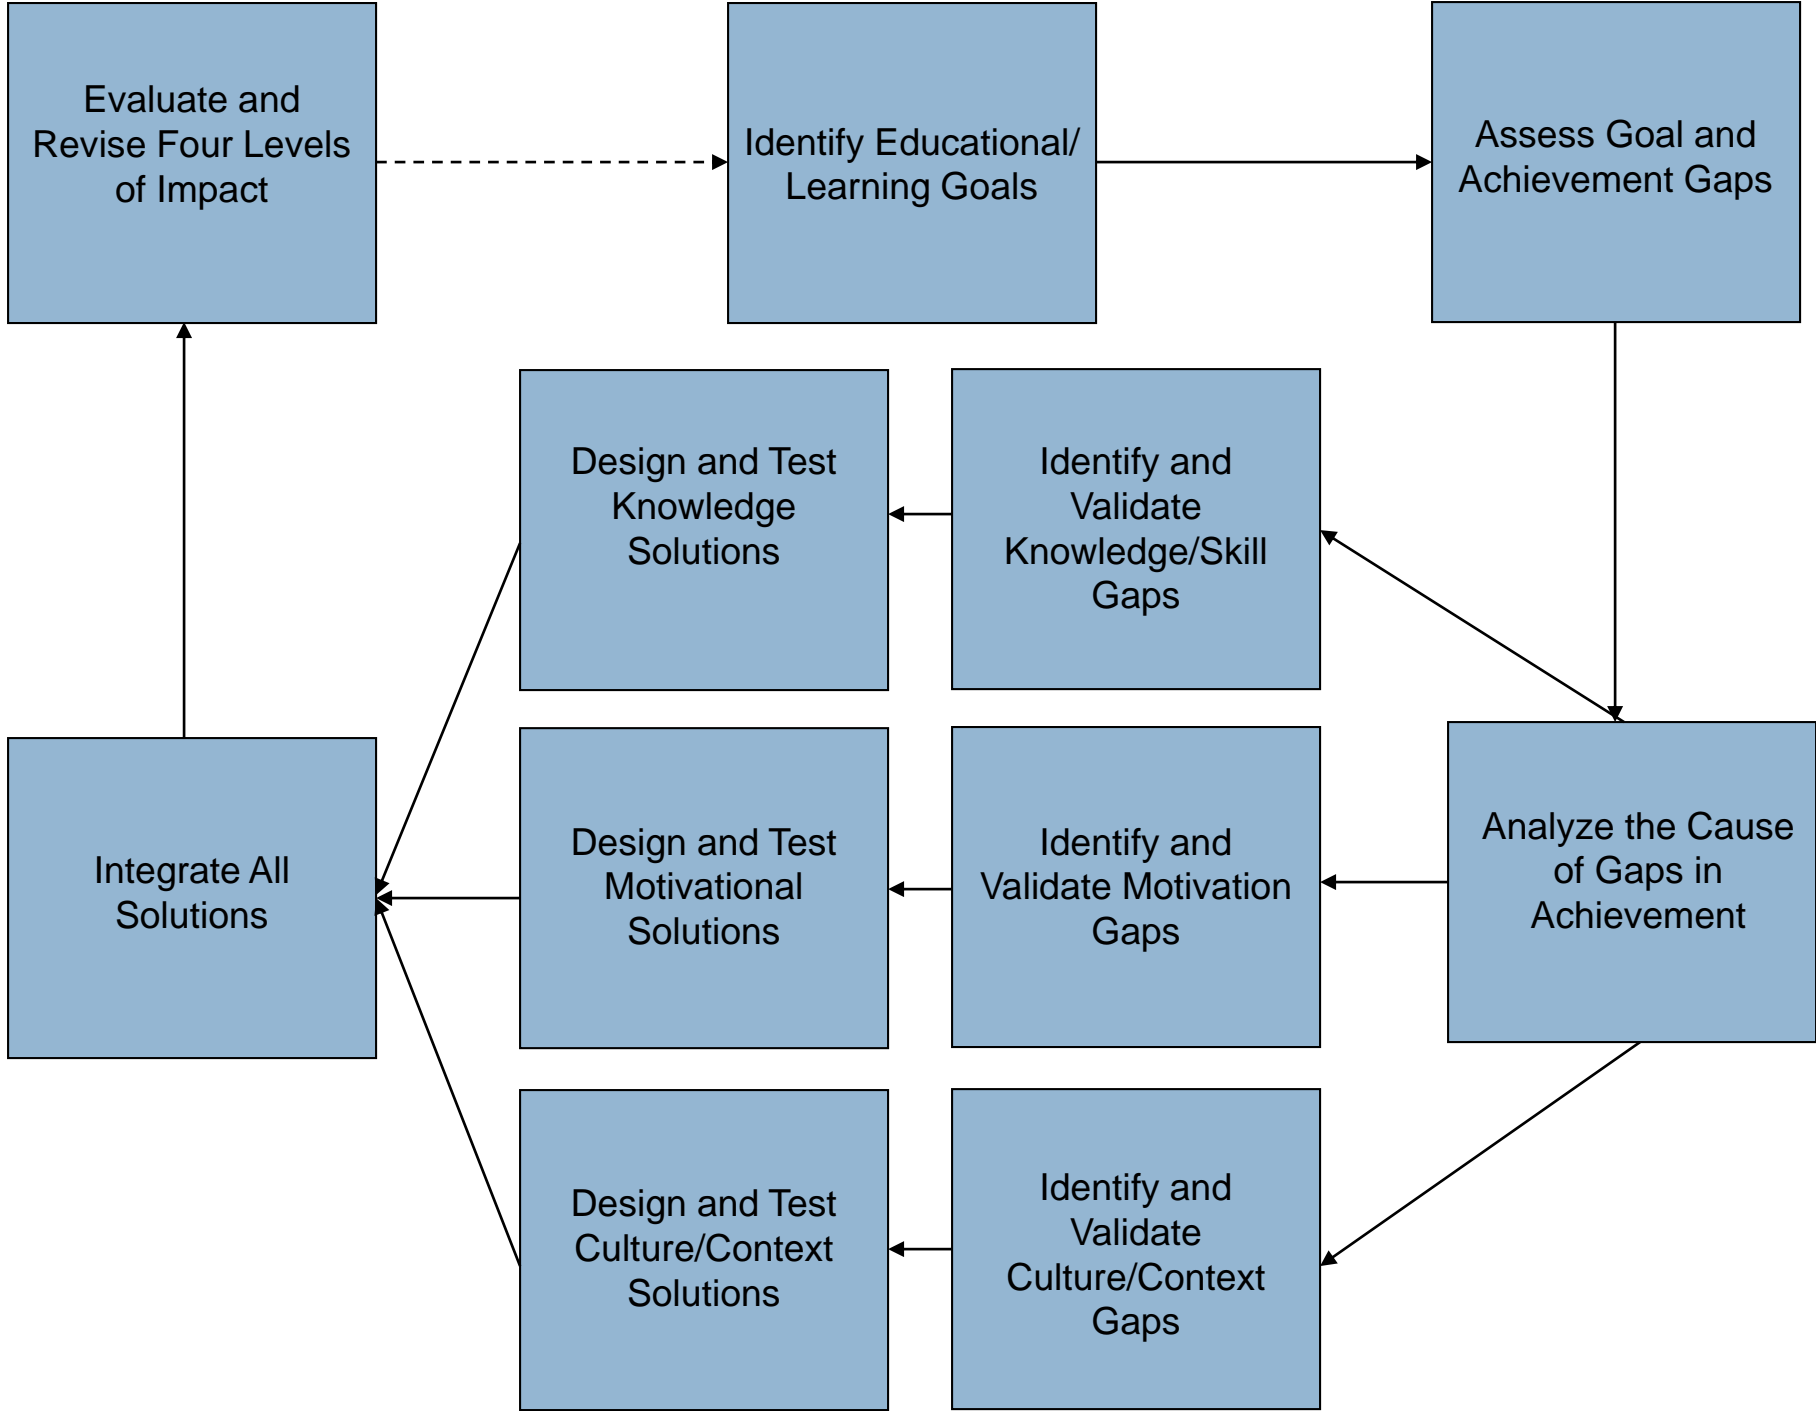 Evaluate and
Revise Four Levels
of Impact
Identify Educational/
Learning Goals
Assess Goal and
Achievement Gaps
Design and Test
Knowledge
Solutions
Identify and
Validate
Knowledge/Skill
Gaps
Integrate All
Solutions
Design and Test
Motivational
Solutions
Identify and
Validate Motivation
Gaps
Analyze the Cause
of Gaps in
Achievement
Design and Test
Culture/Context
Solutions
Identify and
Validate
Culture/Context
Gaps